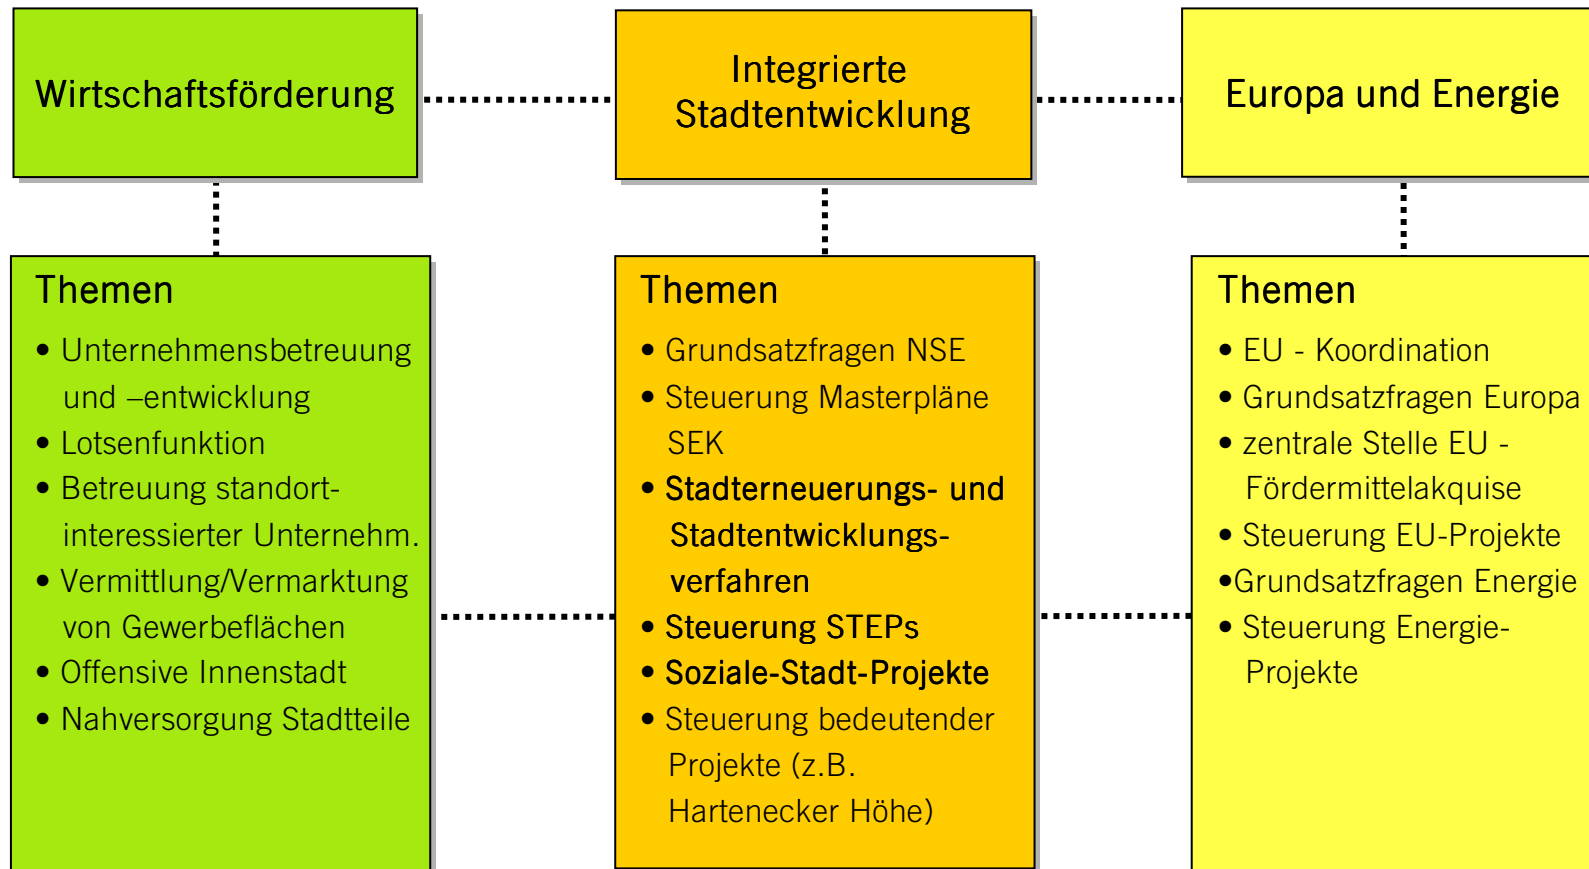 Wirtschaftsförderung
Integrierte
Stadtentwicklung
Europa und Energie
Themen
• Unternehmensbetreuung
und –entwicklung
• Lotsenfunktion
• Betreuung standort-
interessierter Unternehm.
• Vermittlung/Vermarktung
von Gewerbeflächen
• Offensive Innenstadt
• Nahversorgung Stadtteile
Themen
• Grundsatzfragen NSE
• Steuerung Masterpläne
SEK
• Stadterneuerungs- und
Stadtentwicklungs-
verfahren
• Steuerung STEPs
• Soziale-Stadt-Projekte
• Steuerung bedeutender
Projekte (z.B.
Hartenecker Höhe)
Themen
• EU - Koordination
• Grundsatzfragen Europa
• zentrale Stelle EU -
Fördermittelakquise
• Steuerung EU-Projekte
•Grundsatzfragen Energie
• Steuerung Energie-
Projekte